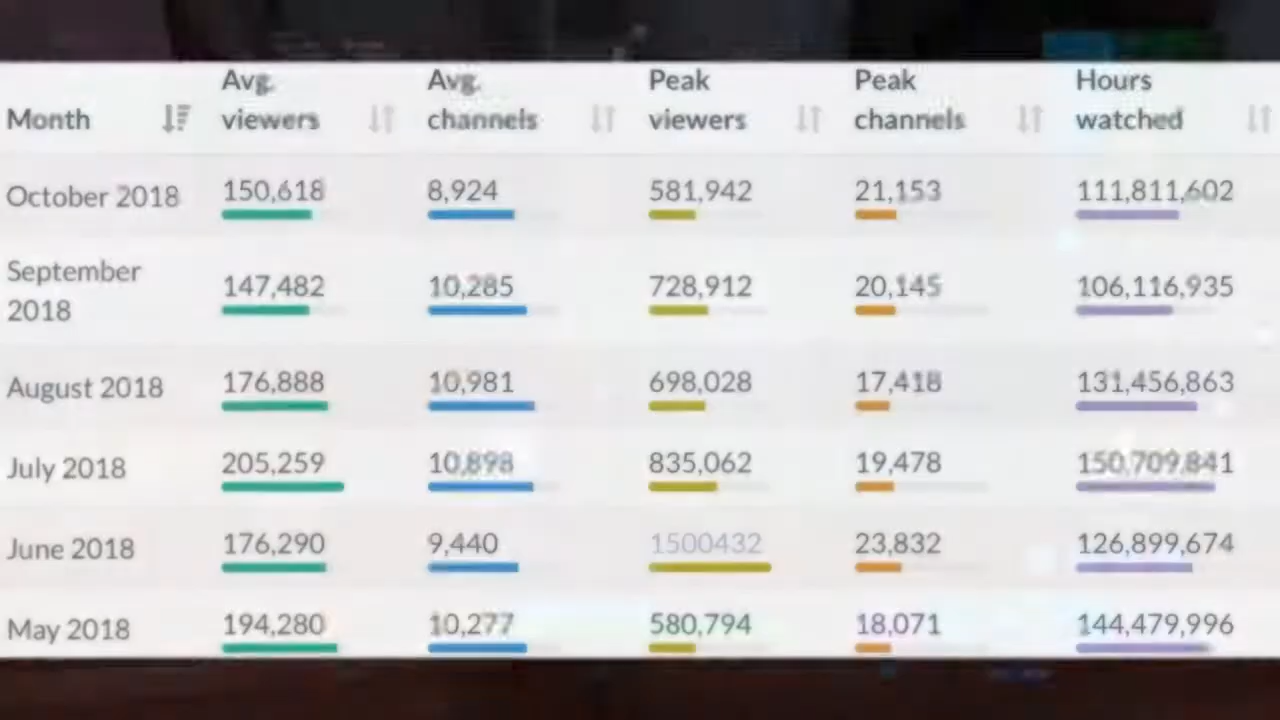 Month Avg. viewers Avg. channels Peak viewers Peak channels Hours watched
October 2018 150,618 8,924 581,942 21,153 111,811,602
September 2018 147,482 10,285 728,912 20,145 106,116,935
August 2018 176,888 10,981 698,028 17,418 131,456,863
July 2018 205,259 10,898 835,062 19,478 150,709,841
June 2018 176,290 9,440 1500432 23,832 126,899,674
May 2018 194,280 10,277 580,794 18,071 144,479,996